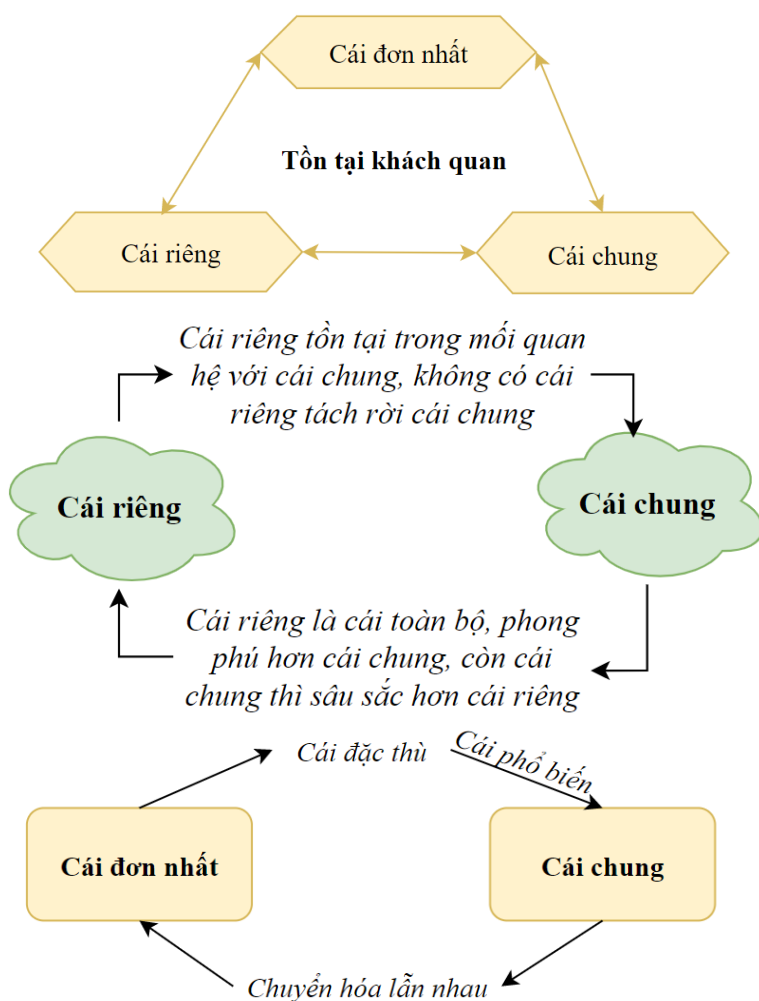 Cái đơn nhất
Tồn tại khách quan
Cái riêng
Cái chung
Cái riêng tồn tại trong mối quan
hệ với cái chung, không có cái
riêng tách rời cái chung
Cái riêng
Cái chung
Cái riêng là cái toàn bộ, phong
phú hơn cái chung, còn cái
chung thì sâu sắc hơn cái riêng
Cái đặc thù
Cái phổ biến
Cái đơn nhất
Cái chung
Chuyển hóa lẫn nhau